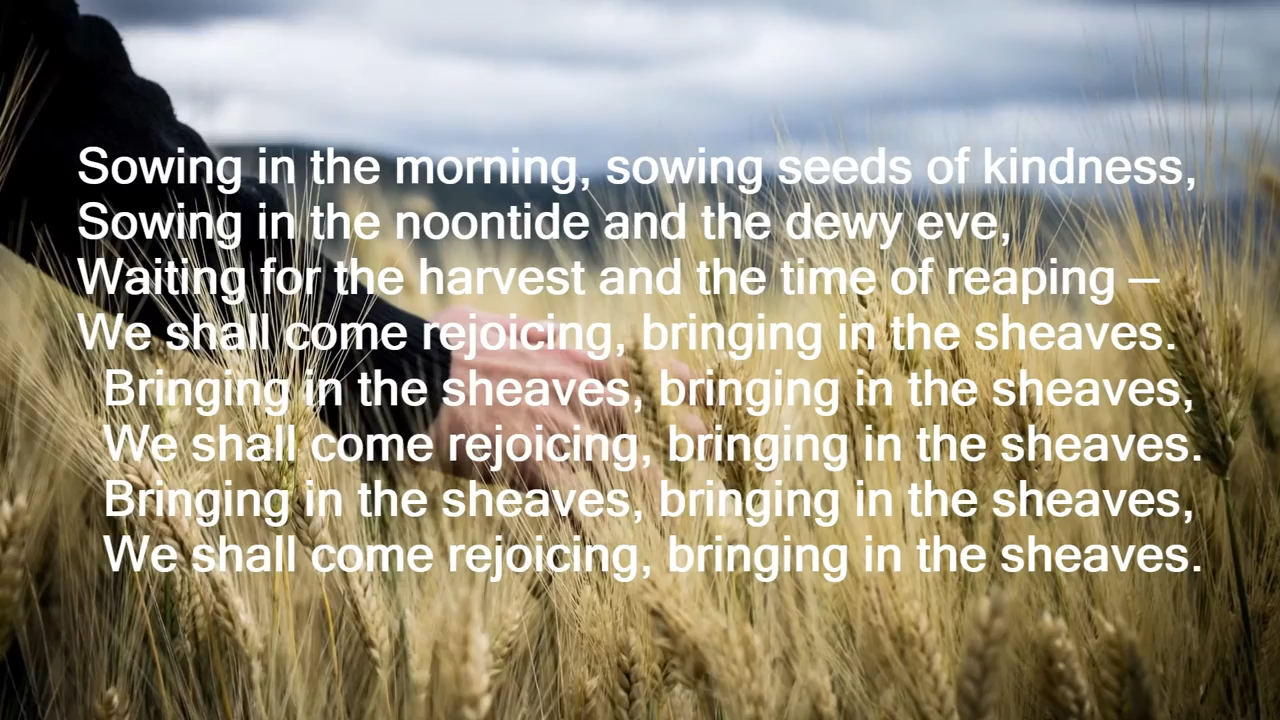 Sowing in the morning, sowing seeds of kindness,
Sowing in the noontide and the dewy eve,
Waiting for the harvest and the time of reaping —
We shall come rejoicing, bringing in the sheaves.
Bringing in the sheaves, bringing in the sheaves,
We shall come rejoicing, bringing in the sheaves.
Bringing in the sheaves, bringing in the sheaves,
We shall come rejoicing, bringing in the sheaves.